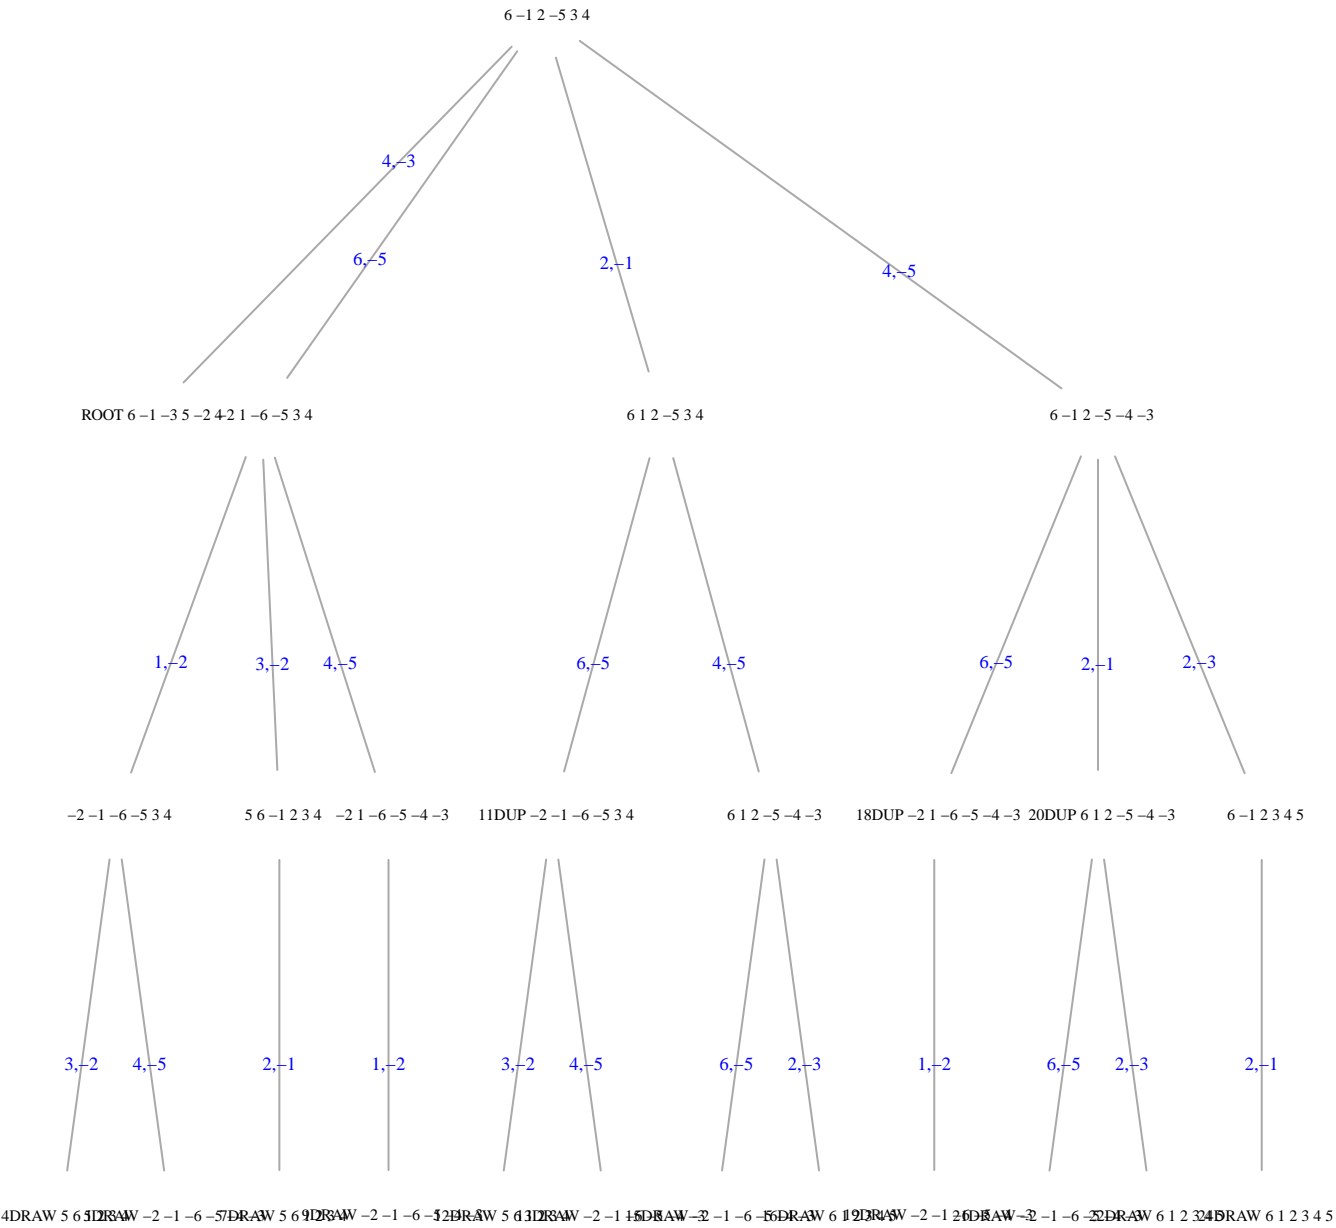 6 –1 2 –5 3 4
4,–3
6,–5
2,–1
4,–5
ROOT 6 –1 –3 5 –2 4 –2 1 –6 –5 3 4
6 1 2 –5 3 4
6 –1 2 –5 –4 –3
1,–2
3,–2
4,–5
6,–5
4,–5
6,–5
2,–1
2,–3
–2 –1 –6 –5 3 4
5 6 –1 2 3 4
–2 1 –6 –5 –4 –3
11DUP –2 –1 –6 –5 3 4
6 1 2 –5 –4 –3
18DUP –2 1 –6 –5 –4 –3
20DUP 6 1 2 –5 –4 –3
6 –1 2 3 4 5
3,–2
4,–5
2,–1
1,–2
3,–2
4,–5
6,–5
2,–3
1,–2
6,–5
2,–3
2,–1
4DRAW 5 6
DRAW 6 1 2 3 4 5